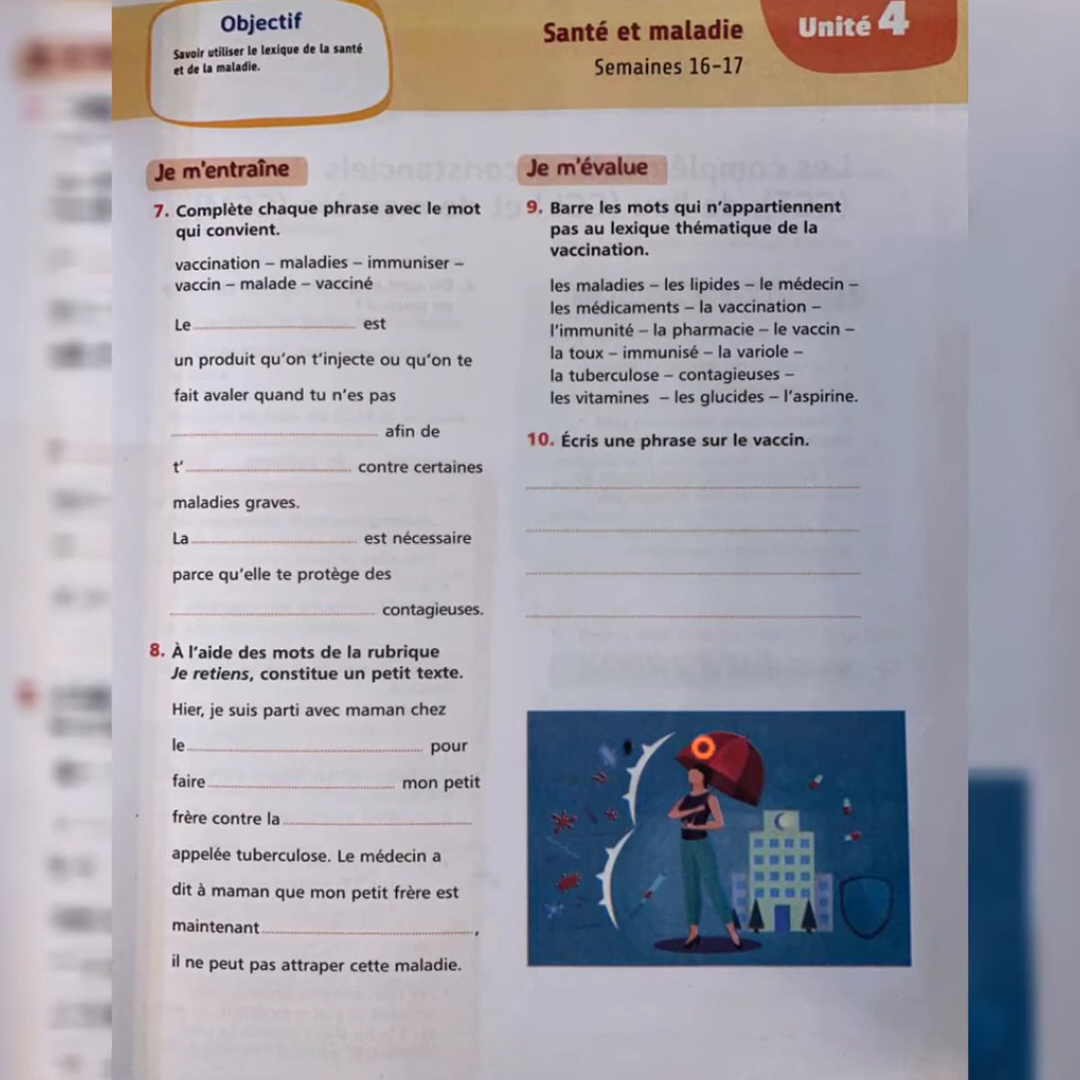 Objectif
Savoir utiliser le lexique de la santé
et de la maladie.
Santé et maladie
Semaines 16-17
Unité 4
Je m'entraîne
7. Complète chaque phrase avec le mot
qui convient.
vaccination – maladies – immuniser –
vaccin – malade – vacciné
Le est
un produit qu'on t'injecte ou qu'on te
fait avaler quand tu n'es pas
afin de
t' contre certaines
maladies graves.
La est nécessaire
parce qu'elle te protège des
contagieuses.
8. À l'aide des mots de la rubrique
Je retiens, constitue un petit texte.
Hier, je suis parti avec maman chez
le pour
faire mon petit
frère contre la
appelée tuberculose. Le médecin a
dit à maman que mon petit frère est
maintenant ,
il ne peut pas attraper cette maladie.
Je m'évalue
9. Barre les mots qui n'appartiennent
pas au lexique thématique de la
vaccination.
les maladies – les lipides – le médecin –
les médicaments – la vaccination –
l'immunité – la pharmacie – le vaccin –
la toux – immunisé – la variole –
la tuberculose – contagieuses –
les vitamines – les glucides – l'aspirine.
10. Écris une phrase sur le vaccin.